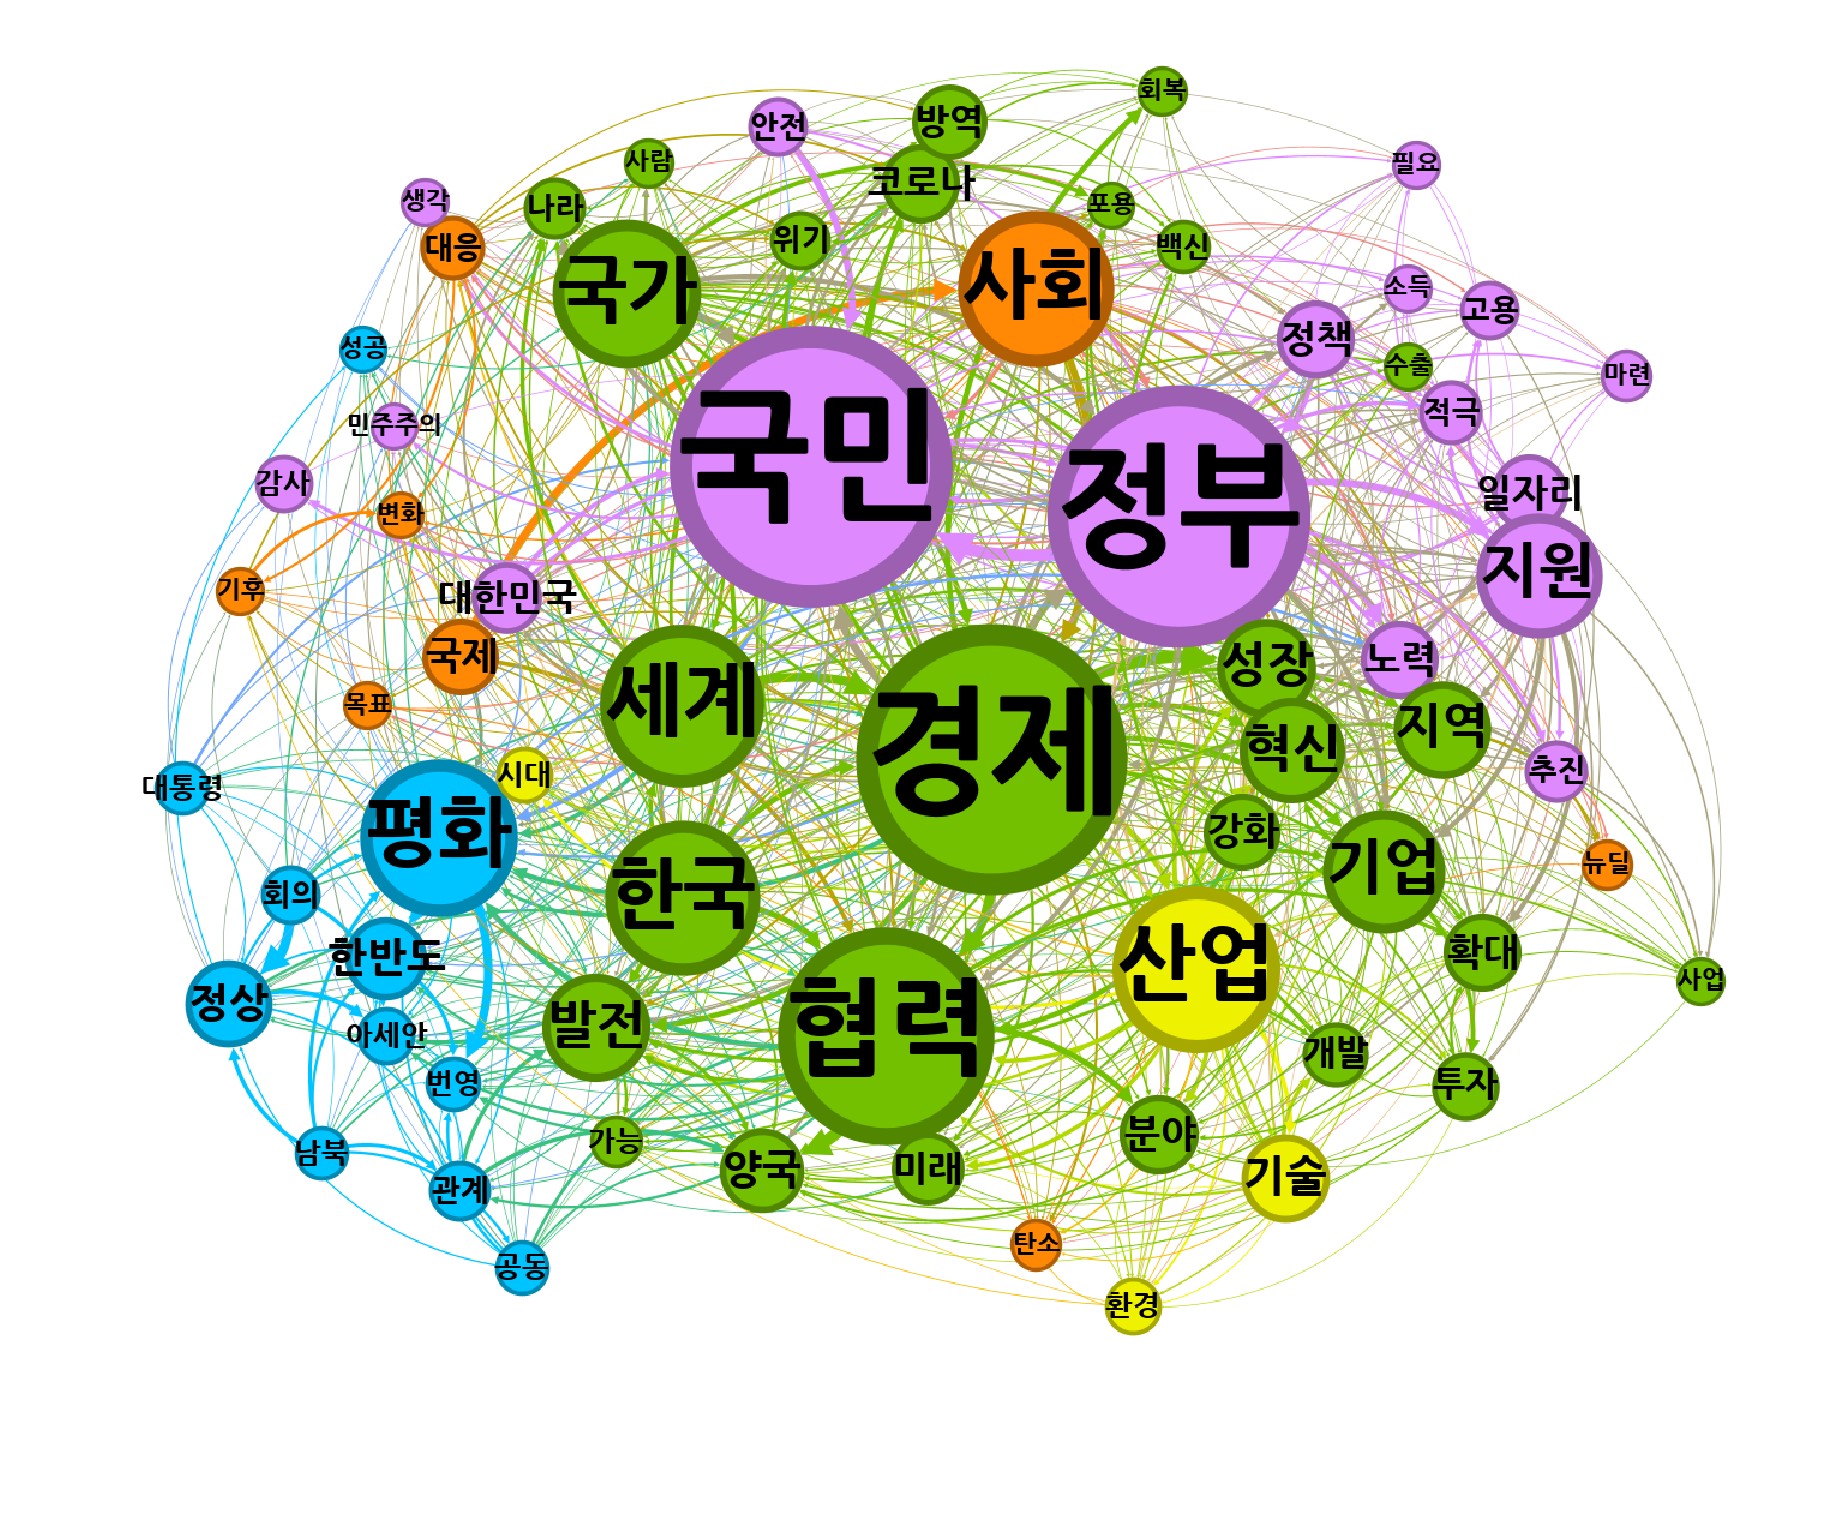 회복
방역
안전
사람
필요
코로나
생각
나라
포용
위기
백신
대응
국가
사회
소득
고용
정책
성공
수출
마련
적극
민주주의
국민
감사
일자리
정부
변화
지원
기후
대한민국
국제
노력
성장
세계
목표
지역
혁신
경제
추진
시대
대통령
강화
평화
뉴딜
기업
한국
회의
확대
한반도
산업
사업
정상
발전
아세안
협력
개발
번영
투자
분야
가능
남북
양국
미래
기술
관계
탄소
공동
환경